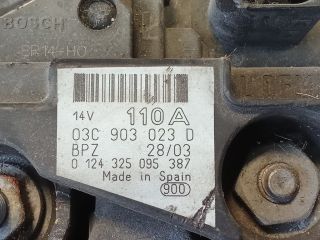 BOSCH
ER14-HO
14V 110A
03C 903 023 D
BPZ 28/03
0 124 325 095 387
Made in Spain
900